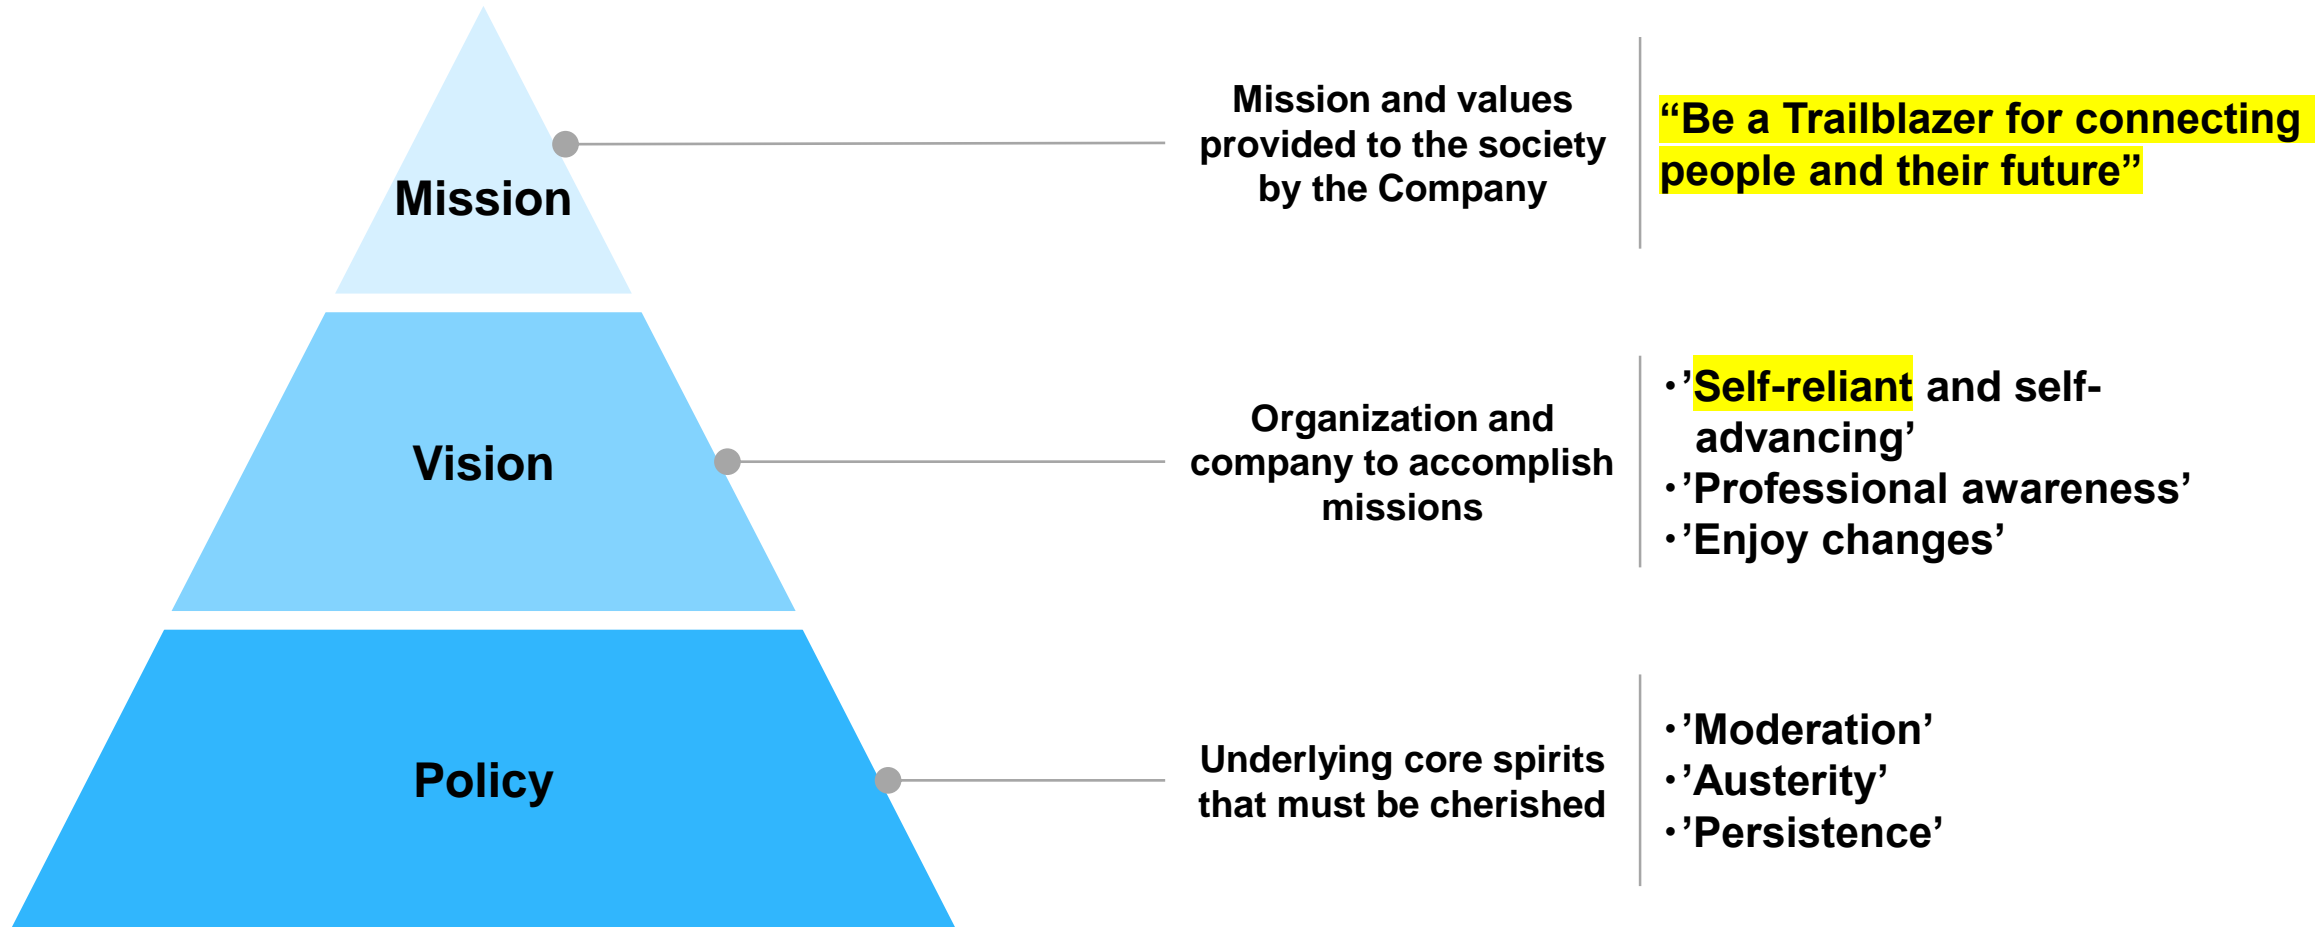 Mission
Mission and values
provided to the society
by the Company
“Be a Trailblazer for connecting
people and their future”
Vision
Organization and
company to accomplish
missions
・’Self-reliant and self-
advancing’
・’Professional awareness’
・’Enjoy changes’
Policy
Underlying core spirits
that must be cherished
・’Moderation’
・’Austerity’
・’Persistence’